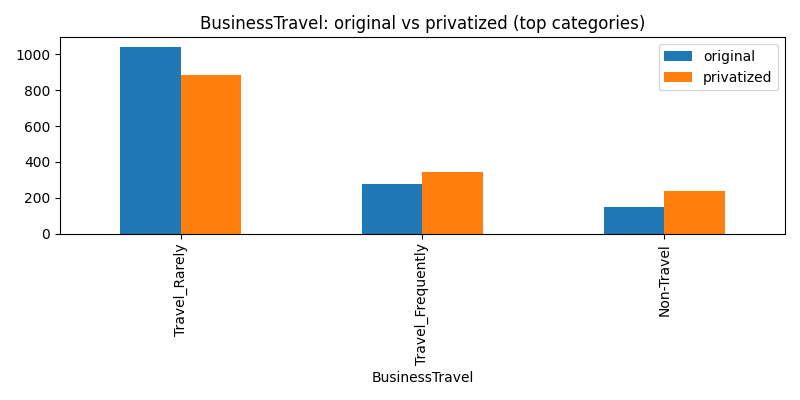 BusinessTravel: original vs privatized (top categories)
original
privatized
1000
800
600
400
200
0
Travel_Rarely
Travel_Frequently
Non-Travel
BusinessTravel